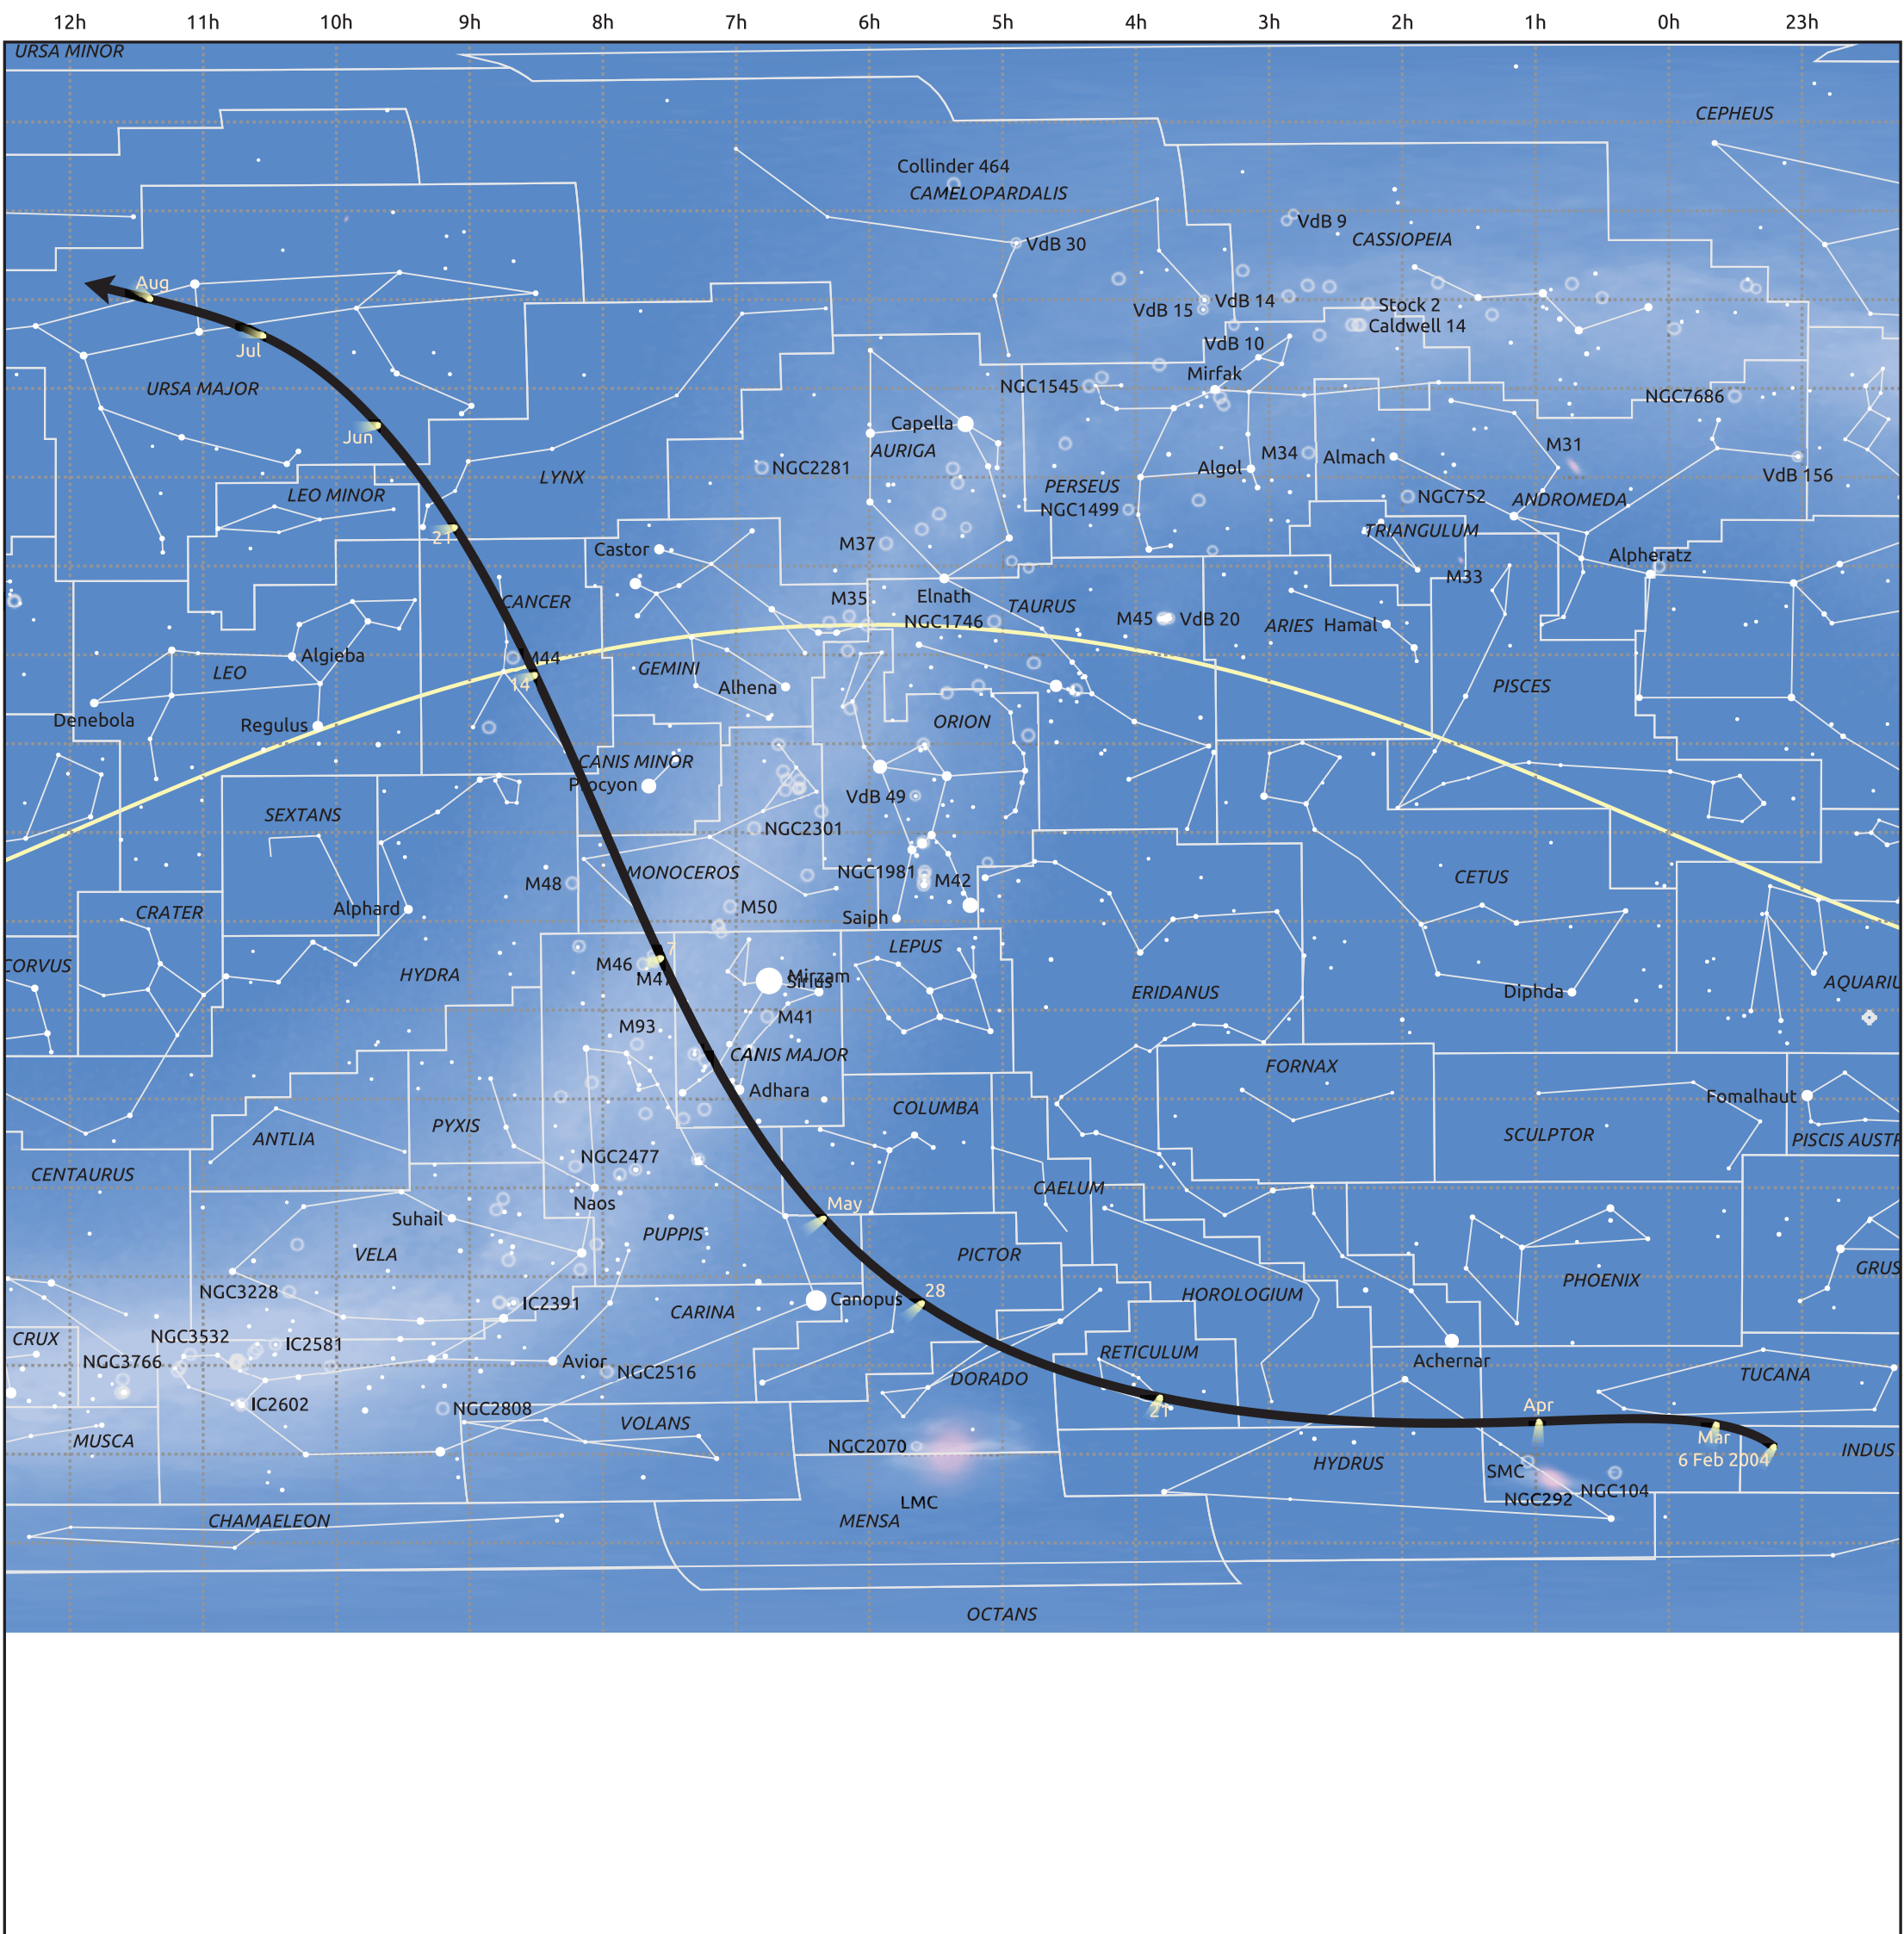 12h 11h 10h 9h 8h 7h 6h 5h 4h 3h 2h 1h 0h 23h
URSA MINOR
CEPHEUS
Collinder 464
CAMELOPARDALIS
VdB 9
CASSIOPEIA
VdB 30
Aug
VdB 14
VdB 15
Stock 2
Caldwell 14
Jul
VdB 10
Mirfak
URSA MAJOR
NGC1545
NGC7686
Capella
AURIGA
Jun
M31
M34
Almach
Algol
NGC2281
LYNX
VdB 156
PERSEUS
LEO MINOR
NGC752
ANDROMEDA
NGC1499
TRIANGULUM
21
M37
Castor
Alpheratz
M33
Elnath
CANCER
M35
TAURUS
NGC1746
M45
VdB 20
ARIES
Hamal
Algieba
M44
LEO
GEMINI
14
Alhena
PISCES
Denebola
Regulus
ORION
CANIS MINOR
Procyon
VdB 49
SEXTANS
NGC2301
MONOCEROS
NGC1981
M42
CETUS
M48
M50
Alphard
CRATER
Saiph
LEPUS
7
CORVUS
M46
HYDRA
M47
Mirzam
Sirius
ERIDANUS
Diphda
AQUARIU
M41
M93
CANIS MAJOR
FORNAX
Adhara
Fomalhaut
COLUMBA
PYXIS
ANTLIA
SCULPTOR
PISCIS AUSTR
NGC2477
CENTAURUS
CAELUM
Naos
May
Suhail
PUPPIS
VELA
PICTOR
GRUS
PHOENIX
NGC3228
28
HOROLOGIUM
Canopus
IC2391
CARINA
NGC3532
CRUX
IC2581
RETICULUM
NGC3766
Avior
Achernar
NGC2516
DORADO
TUCANA
IC2602
NGC2808
21
Apr
VOLANS
MUSCA
Mar
NGC2070
INDUS
6 Feb 2004
HYDRUS
SMC
NGC104
NGC292
LMC
CHAMAELEON
MENSA
OCTANS